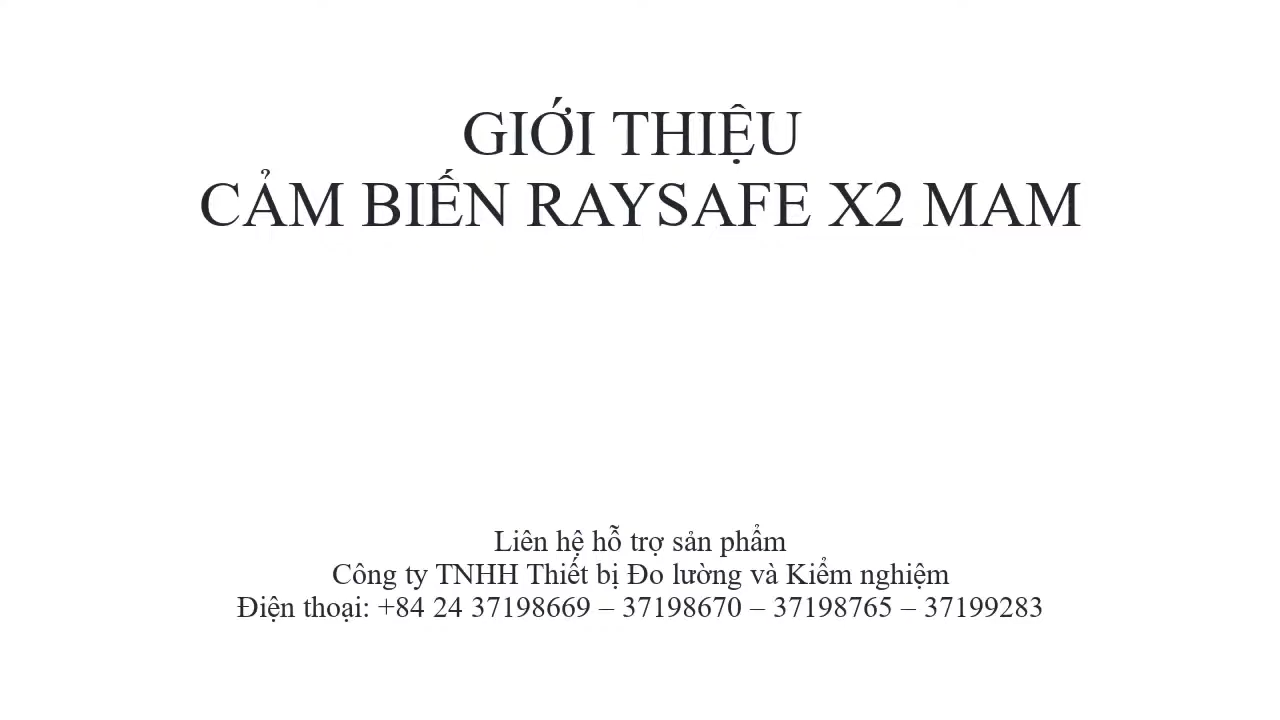 GIỚI THIỆU
CẢM BIẾN RAYSAFE X2 MAM
Liên hệ hỗ trợ sản phẩm
Công ty TNHH Thiết bị Đo lường và Kiểm nghiệm
Điện thoại: +84 24 37198669 – 37198670 – 37198765 – 37199283